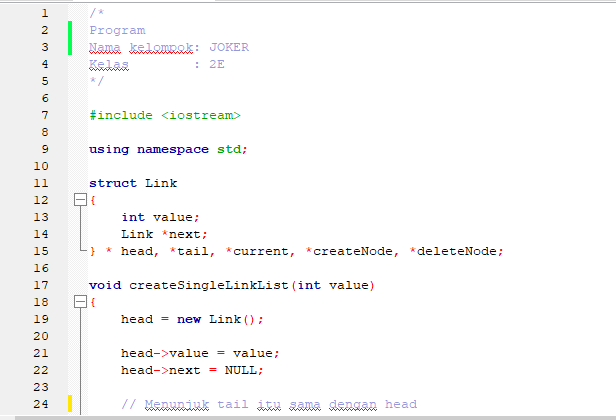 1 /*
2 Program
3 Nama kelompok: JOKER
4 Kelas        : 2E
5 */
6
7 #include <iostream>
8
9 using namespace std;
10
11 struct Link
12 {
13     int value;
14     Link *next;
15 } * head, *tail, *current, *createNode, *deleteNode;
16
17 void createSingleLinkList(int value)
18 {
19     head = new Link();
20
21     head->value = value;
22     head->next = NULL;
23
24     // Menunjuk tail itu sama dengan head